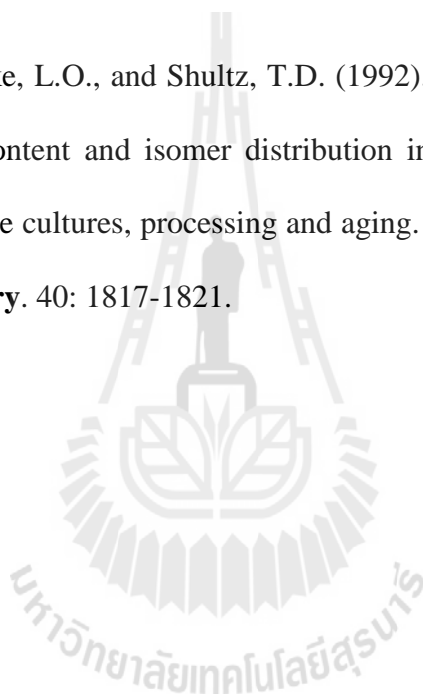 ke, L.O., and Shultz, T.D. (1992).
ontent and isomer distribution in
e cultures, processing and aging.
ry. 40: 1817-1821.
มหาวิทยาลัยเทคโนโลยีสุรนารี